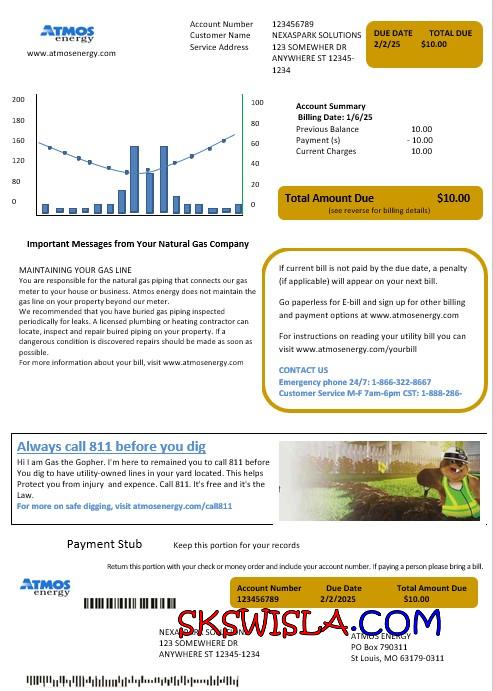 ATMOS
energy
www.atmosenergy.com
Account Number 123456789
Customer Name NEXASPARK SOLUTIONS
Service Address 123 SOMEWHER DR
ANYWHERE ST 12345-
1234
DUE DATE TOTAL DUE
2/2/25 $10.00
200
160
120
80
0
100
80
60
40
20
0
Account Summary
Billing Date: 1/6/25
Previous Balance 10.00
Payment (s) - 10.00
Current Charges 10.00
Total Amount Due $10.00
(see reverse for billing details)
Important Messages from Your Natural Gas Company
MAINTAINING YOUR GAS LINE
You are responsible for the natural gas piping that connects our gas
meter to your house or business. Atmos energy does not maintain the
gas line on your property beyond our meter.
We recommended that you have buried gas piping inspected
periodically for leaks. A licensed plumbing or heating contractor can
locate, inspect and repair buired piping on your property. If a
dangerous condition is discovered repairs should be made as soon as
possible.
For more information about your bill, visit www.atmosenergy.com
If current bill is not paid by the due date, a penalty
(if applicable) will appear on your next bill.
Go paperless for E-bill and sign up for other billing
and payment options at www.atmosenergy.com
For instructions on reading your utility bill you can
visit www.atmosenergy.com/yourbill
CONTACT US
Emergency phone 24/7: 1-866-322-8667
Customer Service M-F 7am-6pm CST: 1-888-286-
Always call 811 before you dig
Hi I am Gas the Gopher. I'm here to remained you to call 811 before
You dig to have utility-owned lines in your yard located. This helps
Protect you from injury and expence. Call 811. It's free and it's the
Law.
For more on safe digging, visit atmosenergy.com/call811
Payment Stub Keep this portion for your records
Return this portion with your check or money order and include your account number. If paying a person please bring a bill.
ATMOS
energy
Account Number Due Date Total Amount Due
123456789 2/2/2025 $10.00
SKSWISLA.COM
NEXASPARK SOLUTIONS
123 SOMEWHERE DR
ANYWHERE ST 12345-1234
ATMOS ENERGY
PO Box 790311
St Louis, MO 63179-0311